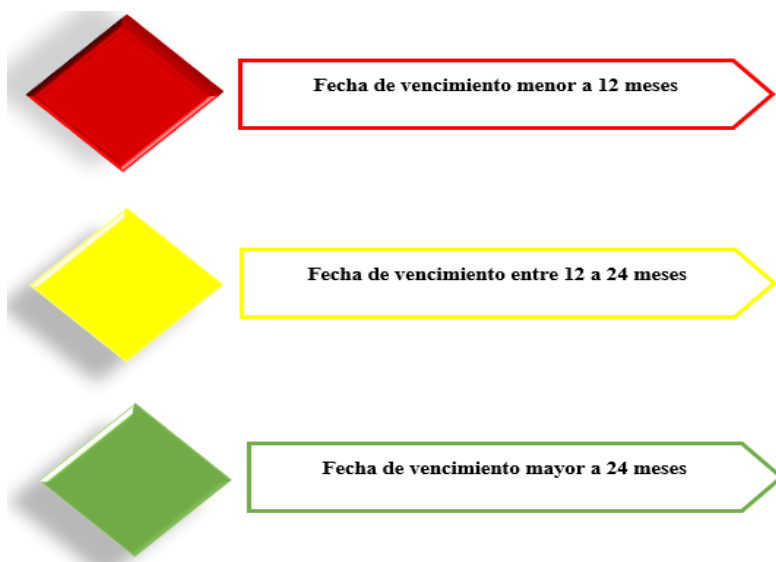 Fecha de vencimiento menor a 12 meses
Fecha de vencimiento entre 12 a 24 meses
Fecha de vencimiento mayor a 24 meses